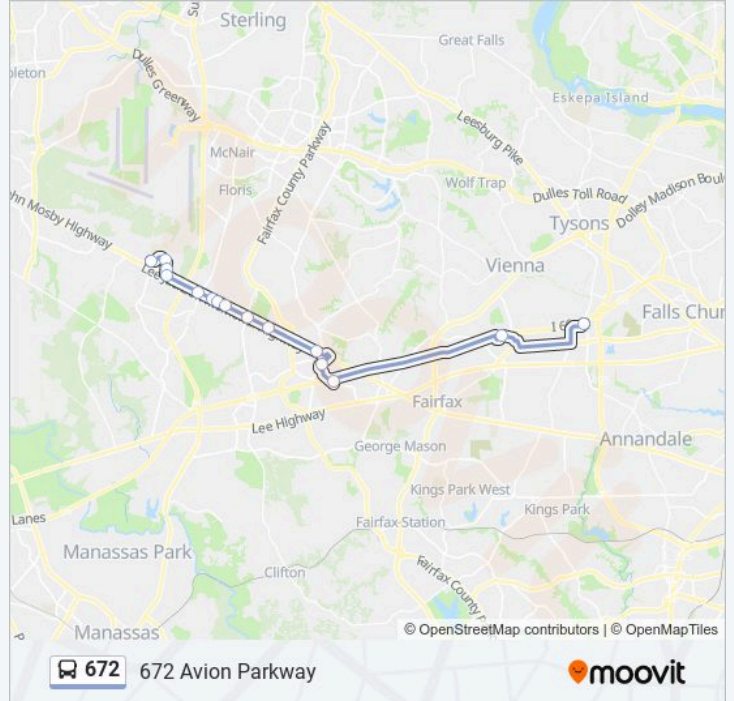 Sterling
Great Falls
Dulles Greenway
Eskepa Island
Leesburg Pike
McNair
Fairfax County Parkway
Floris
Wolf Trap
Dulles Toll Road
Dolley Madison Boul
hn Mosby Highway
Tysons
Vienna
Falls Chur
Fairfax
Lee Highway
Annandale
George Mason
Kings Park West
Kings Park
Lanes
Fairfax Station
Manassas Park
Clifton
Fairfax County
Manassas
© OpenStreetMap contributors | © OpenMapTiles
672 672 Avion Parkway
moovit